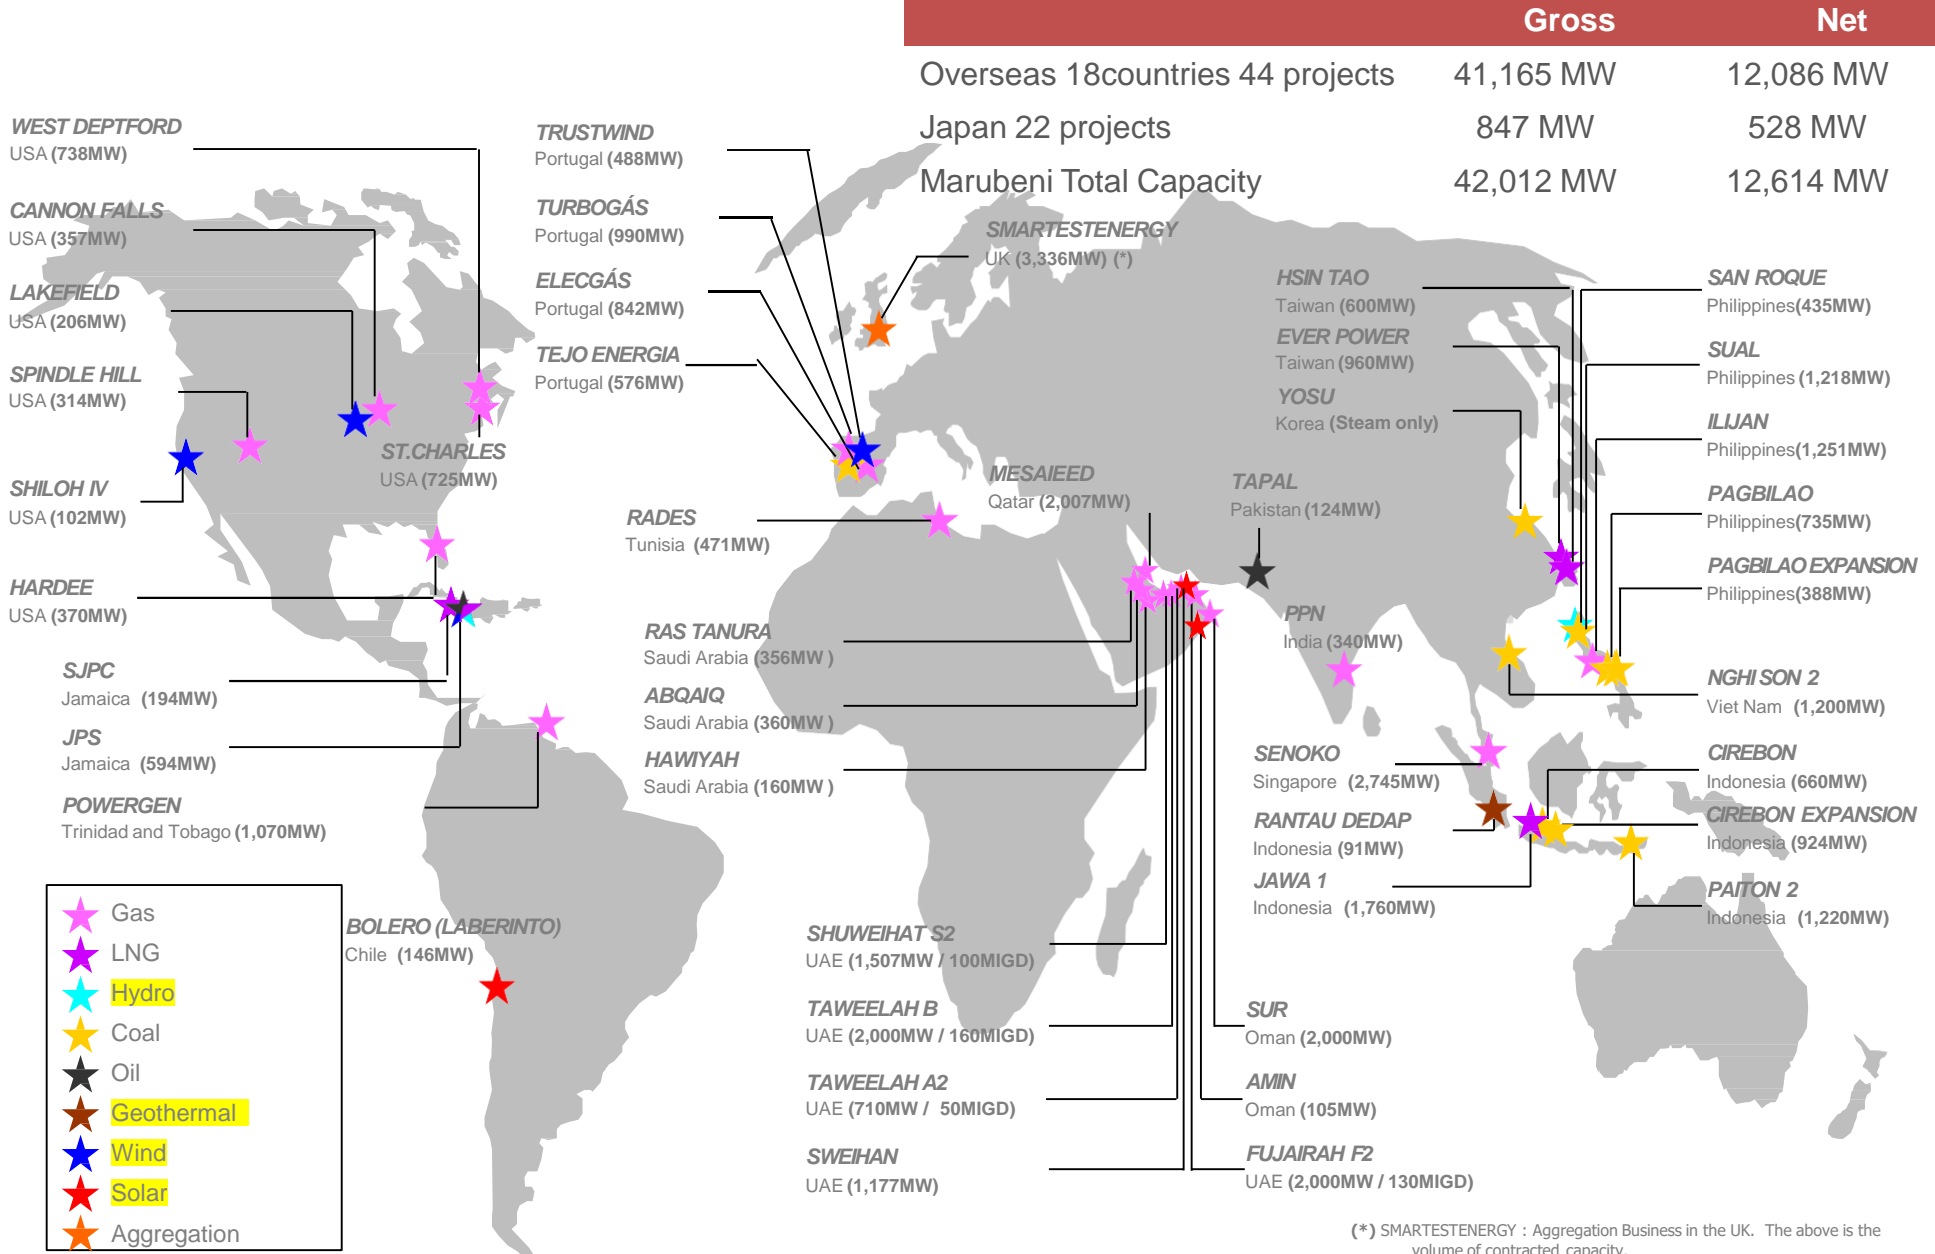 Gross Net
Overseas 18countries 44 projects 41,165 MW 12,086 MW
Japan 22 projects 847 MW 528 MW
Marubeni Total Capacity 42,012 MW 12,614 MW
WEST DEPTFORD
USA (738MW)
CANNON FALLS
USA (357MW)
LAKEFIELD
USA (206MW)
SPINDLE HILL
USA (314MW)
ST.CHARLES
USA (725MW)
SHILOH IV
USA (102MW)
HARDEE
USA (370MW)
SJPC
Jamaica (194MW)
JPS
Jamaica (594MW)
POWERGEN
Trinidad and Tobago (1,070MW)
BOLERO (LABERINTO)
Chile (146MW)
Gas
LNG
Hydro
Coal
Oil
Geothermal
Wind
Solar
Aggregation
TRUSTWIND
Portugal (488MW)
TURBOGÁS
Portugal (990MW)
ELECGÁS
Portugal (842MW)
TEJO ENERGIA
Portugal (576MW)
SMARTESTENERGY
UK (3,336MW) (*)
RADES
Tunisia (471MW)
MESAIEED
Qatar (2,007MW)
TAPAL
Pakistan (124MW)
RAS TANURA
Saudi Arabia (356MW )
ABQAIQ
Saudi Arabia (360MW )
HAWIYAH
Saudi Arabia (160MW )
PPN
India (340MW)
SHUWEIHAT S2
UAE (1,507MW / 100MIGD)
TAWEELAH B
UAE (2,000MW / 160MIGD)
TAWEELAH A2
UAE (710MW / 50MIGD)
SWEIHAN
UAE (1,177MW)
SUR
Oman (2,000MW)
AMIN
Oman (105MW)
FUJAIRAH F2
UAE (2,000MW / 130MIGD)
HSIN TAO
Taiwan (600MW)
EVER POWER
Taiwan (960MW)
YOSU
Korea (Steam only)
SENOKO
Singapore (2,745MW)
RANTAU DEDAP
Indonesia (91MW)
JAWA 1
Indonesia (1,760MW)
SAN ROQUE
Philippines(435MW)
SUAL
Philippines (1,218MW)
ILIJAN
Philippines(1,251MW)
PAGBILAO
Philippines(735MW)
PAGBILAO EXPANSION
Philippines(388MW)
NGHI SON 2
Viet Nam (1,200MW)
CIREBON
Indonesia (660MW)
CIREBON EXPANSION
Indonesia (924MW)
PAITON 2
Indonesia (1,220MW)
(*) SMARTESTENERGY : Aggregation Business in the UK. The above is the
volume of contracted capacity.